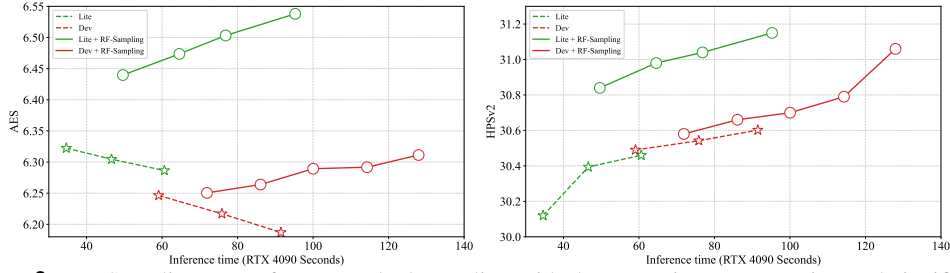 6.55
6.50
6.45
6.40
6.35
6.30
6.25
6.20
AES
Lite
Dev
Lite + RF-Sampling
Dev + RF-Sampling
40 60 80 100 120 140
Inference time (RTX 4090 Seconds)
31.2
31.0
30.8
30.6
30.4
30.2
30.0
HPSv2
Lite
Dev
Lite + RF-Sampling
Dev + RF-Sampling
40 60 80 100 120 140
Inference time (RTX 4090 Seconds)